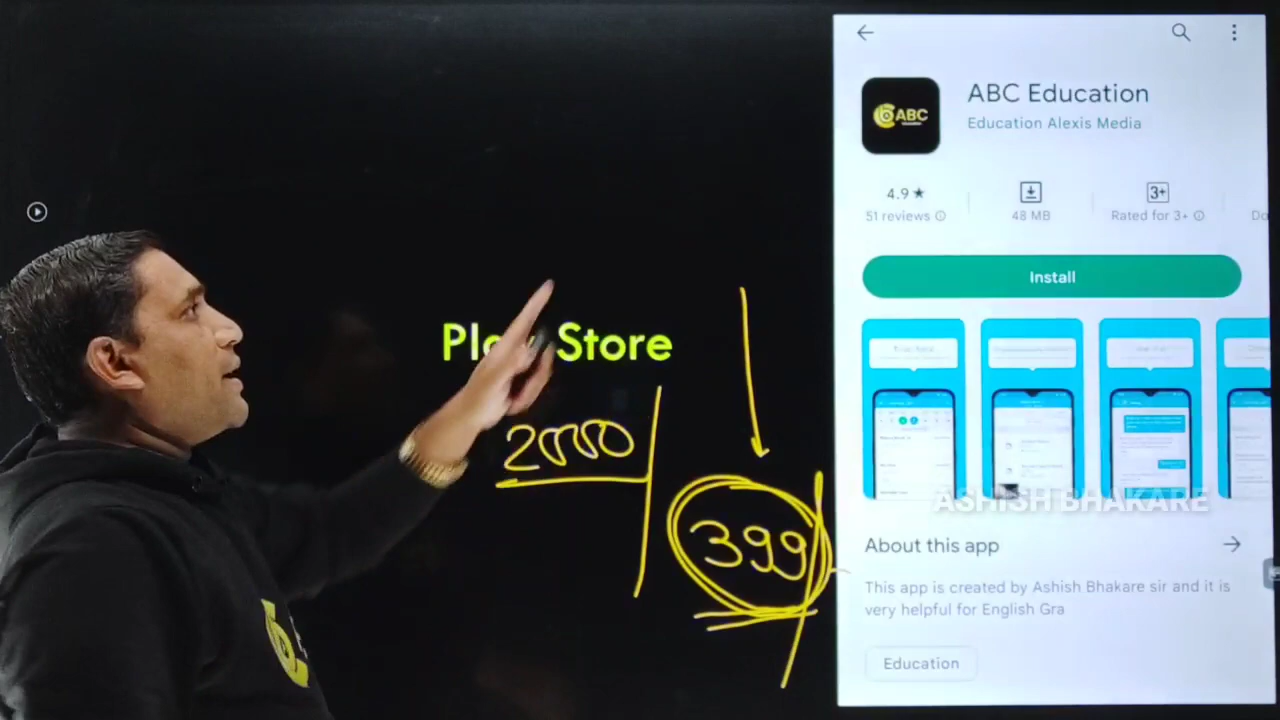 ABC Education
Education Alexis Media
ABC
4.9 ★
51 reviews
48 MB
3+
Rated for 3+
Install
Play Store
2000
399
ASHISH BHAKARE
About this app
This app is created by Ashish Bhakare sir and it is
very helpful for English Gra
Education